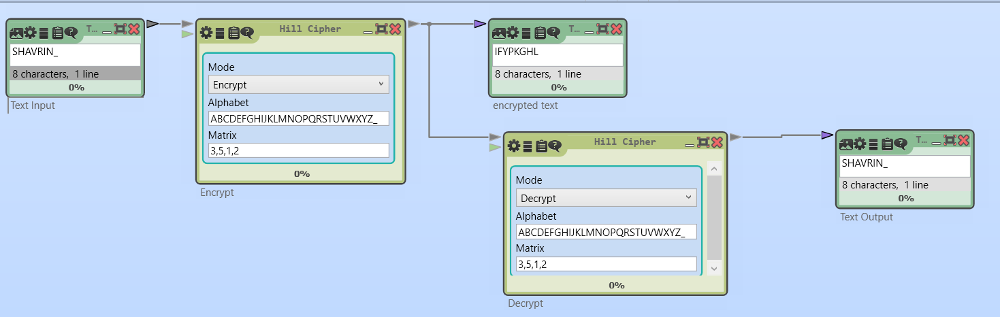 T...
SHAVRIN_
8 characters, 1 line
0%
Text Input
Hill Cipher
Mode
Encrypt
Alphabet
ABCDEFGHIJKLMNOPQRSTUVWXYZ_
Matrix
3,5,1,2
0%
Encrypt
T...
IFYPKGHL
8 characters, 1 line
0%
encrypted text
Hill Cipher
Mode
Decrypt
Alphabet
ABCDEFGHIJKLMNOPQRSTUVWXYZ_
Matrix
3,5,1,2
0%
Decrypt
T...
SHAVRIN_
8 characters, 1 line
0%
Text Output